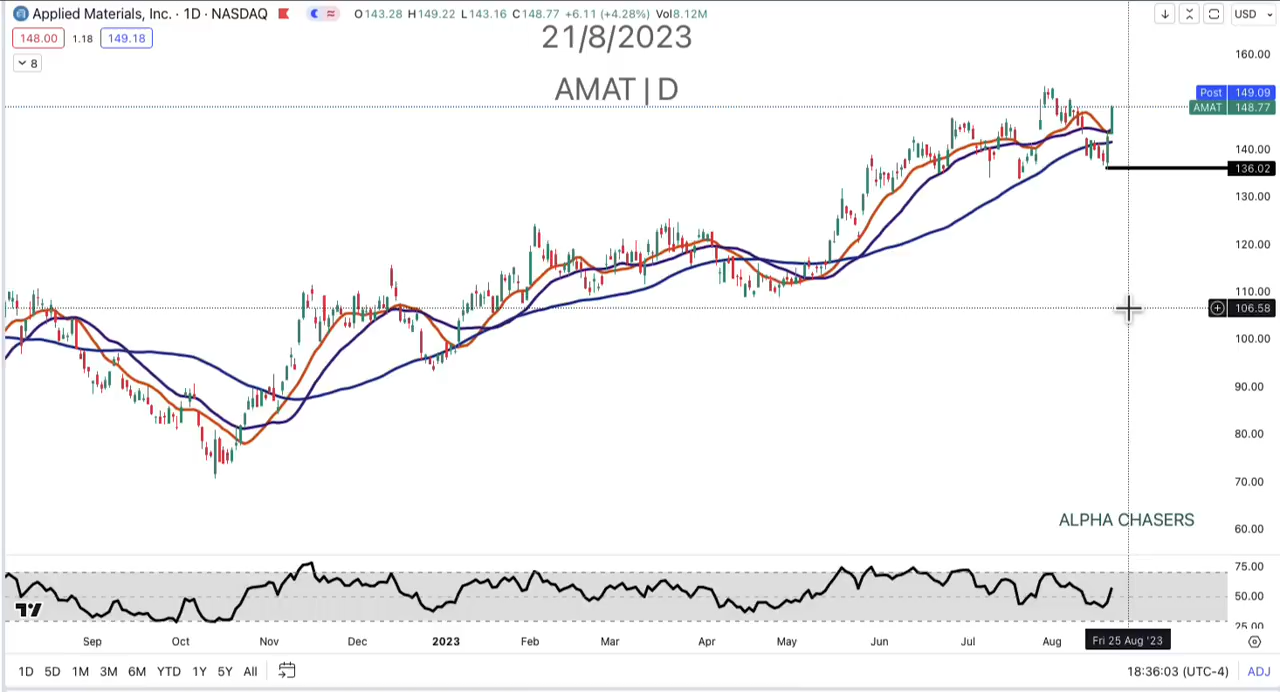 Applied Materials, Inc. · 1D · NASDAQ O143.28 H149.22 L143.16 C148.77 +6.11 (+4.28%) Vol8.12M
USD
148.00 1.18 149.18
8
21/8/2023
AMAT | D
160.00
Post 149.09
AMAT 148.77
140.00
136.02
130.00
120.00
110.00
106.58
100.00
90.00
80.00
70.00
ALPHA CHASERS
60.00
75.00
50.00
25.00
Sep Oct Nov Dec 2023 Feb Mar Apr May Jun Jul Aug Fri 25 Aug '23
1D 5D 1M 3M 6M YTD 1Y 5Y All 18:36:03 (UTC-4) ADJ